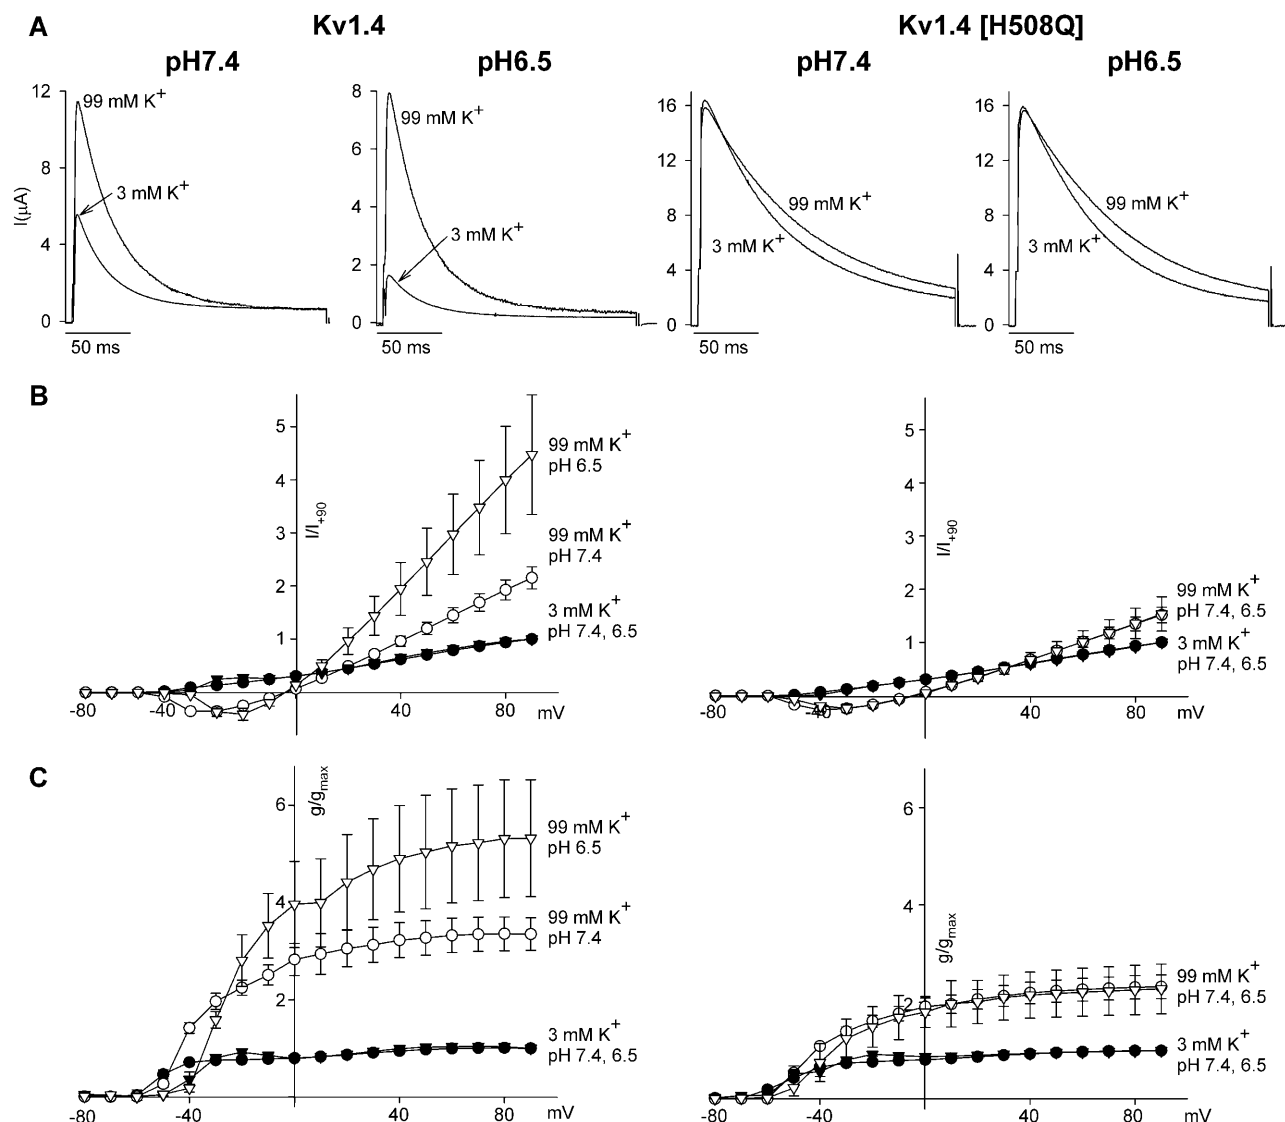 A
Kv1.4
Kv1.4 [H508Q]
pH7.4
pH6.5
pH7.4
pH6.5
I(μA)
12
8
4
0
99 mM K+
3 mM K+
50 ms
8
6
4
2
0
99 mM K+
3 mM K+
50 ms
16
12
8
4
0
99 mM K+
3 mM K+
50 ms
16
12
8
4
0
99 mM K+
3 mM K+
50 ms
B
5
4
3
2
1
I/I+90
-80
-40
40
80
mV
99 mM K+
pH 6.5
99 mM K+
pH 7.4
3 mM K+
pH 7.4, 6.5
5
4
3
2
1
I/I+90
-80
-40
40
80
mV
99 mM K+
pH 7.4, 6.5
3 mM K+
pH 7.4, 6.5
C
6
4
2
g/gmax
-80
-40
40
80
mV
99 mM K+
pH 6.5
99 mM K+
pH 7.4
3 mM K+
pH 7.4, 6.5
6
4
2
g/gmax
-80
-40
40
80
mV
99 mM K+
pH 7.4, 6.5
3 mM K+
pH 7.4, 6.5